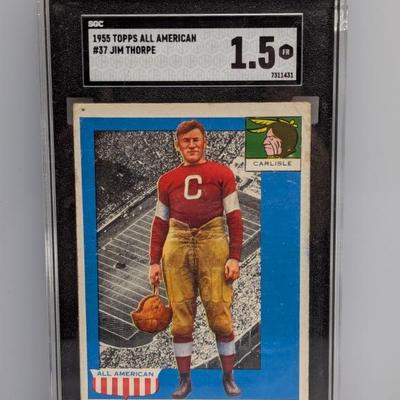 SGC
1955 TOPPS ALL AMERICAN
#37 JIM THORPE
1.5
FR
7311431
CARLISLE
C
ALL AMERICAN